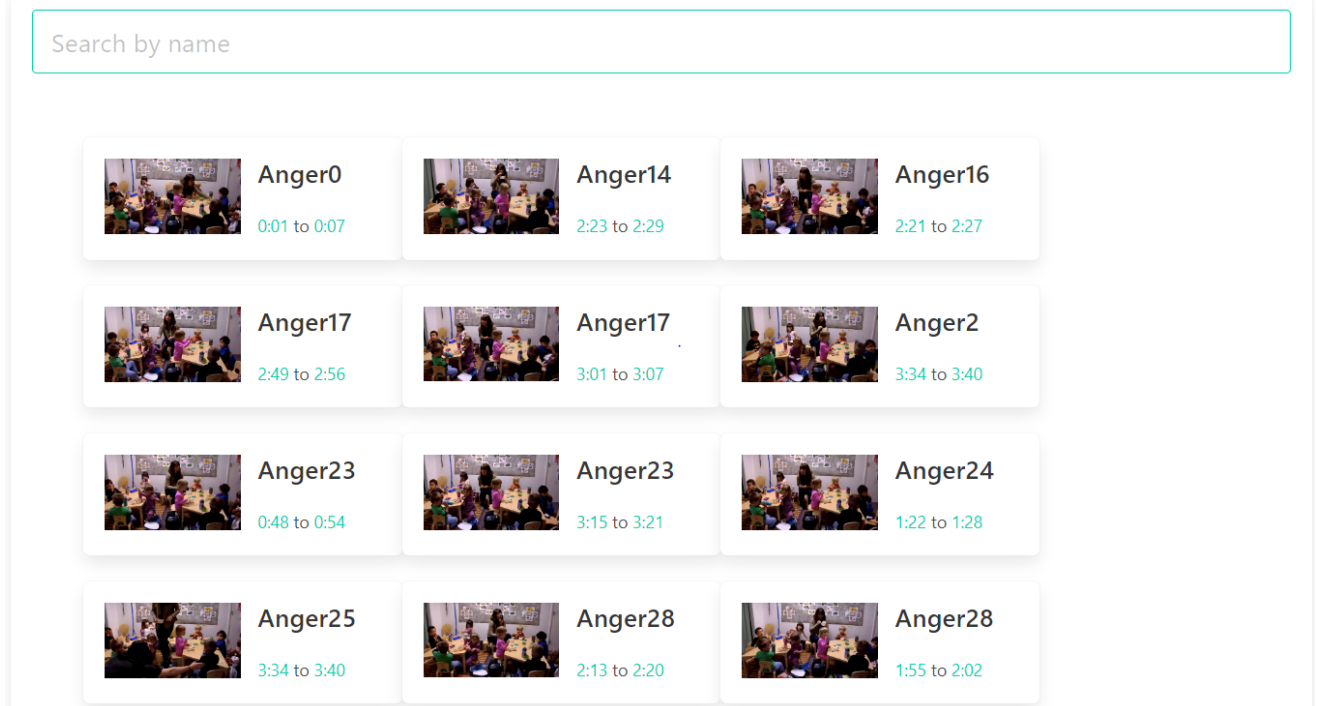 Search by name
Anger0
0:01 to 0:07
Anger14
2:23 to 2:29
Anger16
2:21 to 2:27
Anger17
2:49 to 2:56
Anger17
3:01 to 3:07
Anger2
3:34 to 3:40
Anger23
0:48 to 0:54
Anger23
3:15 to 3:21
Anger24
1:22 to 1:28
Anger25
3:34 to 3:40
Anger28
2:13 to 2:20
Anger28
1:55 to 2:02